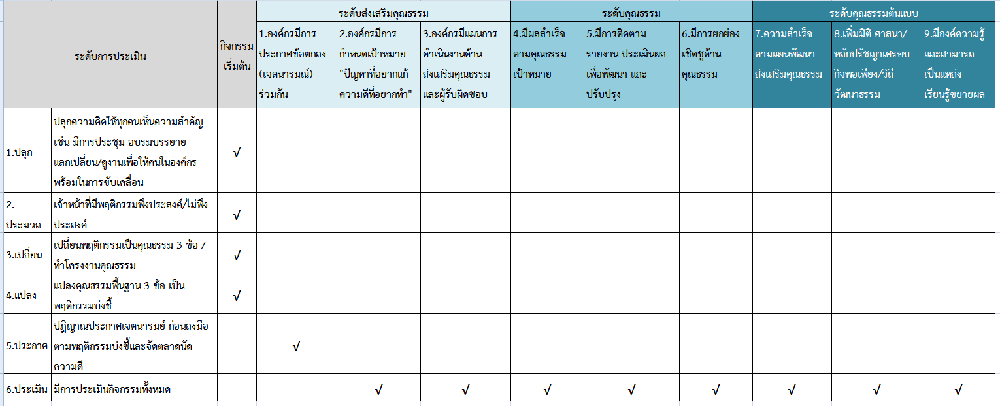 ระดับการประเมิน
กิจกรรม
เริ่มต้น
ระดับส่งเสริมคุณธรรม
ระดับคุณธรรม
ระดับคุณธรรมต้นแบบ
1.องค์กรมีการ
ประกาศข้อตกลง
(เจตนารมณ์)
ร่วมกัน
2.องค์กรมีการ
กำหนดเป้าหมาย
"ปัญหาที่อยากแก้
ความดีที่อยากทำ"
3.องค์กรมีแผนการ
ดำเนินงานด้าน
ส่งเสริมคุณธรรม
และผู้รับผิดชอบ
4.มีผลสำเร็จ
ตามคุณธรรม
เป้าหมาย
5.มีการติดตาม
รายงาน ประเมินผล
เพื่อพัฒนา และ
ปรับปรุง
6.มีการยกย่อง
เชิดชูด้าน
คุณธรรม
7.ความสำเร็จ
ตามแผนพัฒนา
ส่งเสริมคุณธรรม
8.เพิ่มมิติ ศาสนา/
หลักปรัชญาเศรษบ
กิจพอเพียง/วิถี
วัฒนาธรรม
9.มีองค์ความรู้
และสามารถ
เป็นแหล่ง
เรียนรู้ขยายผล
1.ปลุก
ปลุกความคิดให้ทุกคนเห็นความสำคัญ
เช่น มีการประชุม อบรมบรรยาย
แลกเปลี่ยน/ดูงานเพื่อให้คนในองค์กร
พร้อมในการขับเคลื่อน
√
2.
ประมวล
เจ้าหน้าที่มีพฤติกรรมพึงประสงค์/ไม่พึง
ประสงค์
√
3.เปลี่ยน
เปลี่ยนพฤติกรรมเป็นคุณธรรม 3 ข้อ /
ทำโครงงานคุณธรรม
√
4.แปลง
แปลงคุณธรรมพื้นฐาน 3 ข้อ เป็น
พฤติกรรมบ่งชี้
√
5.ประกาศ
ปฎิญาณประกาศเจตนารมย์ ก่อนลงมือ
ตามพฤติกรรมบ่งชี้และจัดตลาดนัด
ความดี
√
6.ประเมิน
มีการประเมินกิจกรรมทั้งหมด
√ √ √ √ √ √ √ √